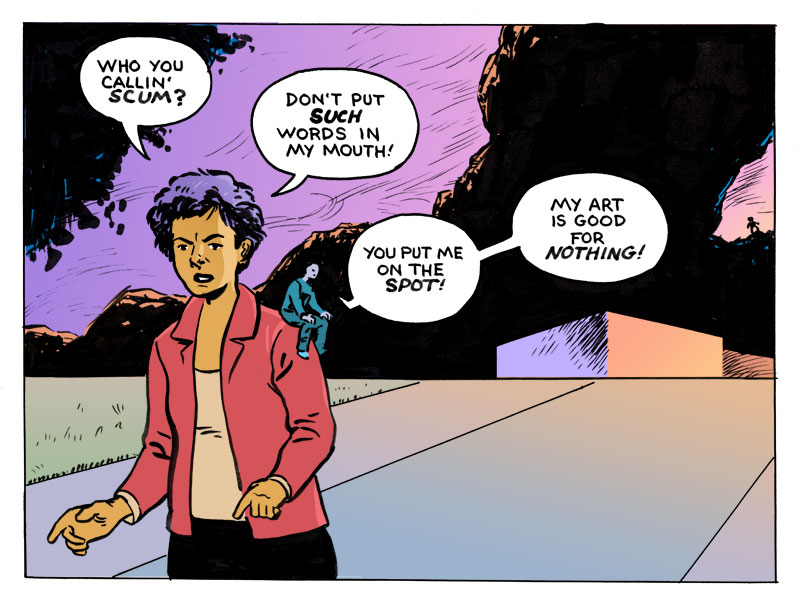 WHO YOU
CALLIN'
SCUM?
DON'T PUT
SUCH
WORDS IN
MY MOUTH!
YOU PUT ME
ON THE
SPOT!
MY ART
IS GOOD
FOR
NOTHING!